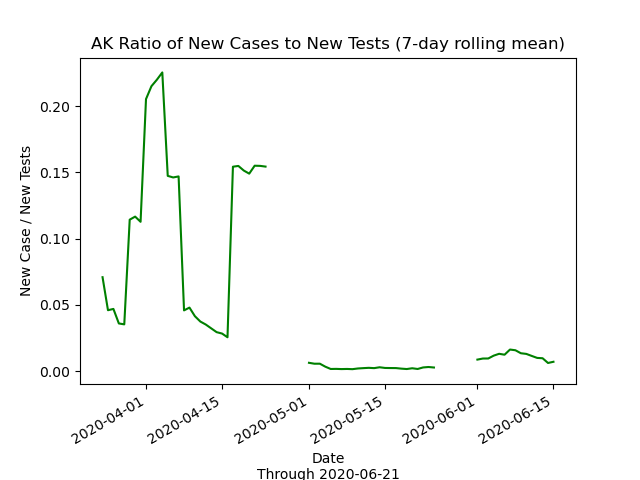 AK Ratio of New Cases to New Tests (7-day rolling mean)
New Case / New Tests
0.20
0.15
0.10
0.05
0.00
2020-04-01
2020-04-15
2020-05-01
2020-05-15
2020-06-01
2020-06-15
Date
Through 2020-06-21